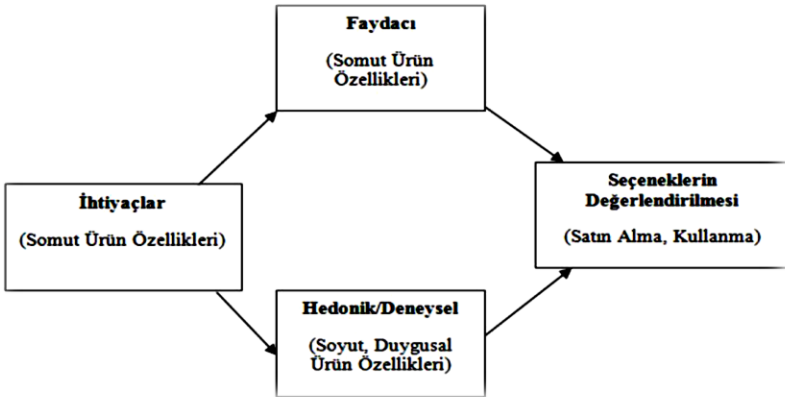 Faydacı
(Somut Ürün
Özellikleri)
İhtiyaçlar
(Somut Ürün Özellikleri)
Seçeneklerin
Değerlendirilmesi
(Satın Alma, Kullanma)
Hedonik/Deneysel
(Soyut, Duygusal
Ürün Özellikleri)